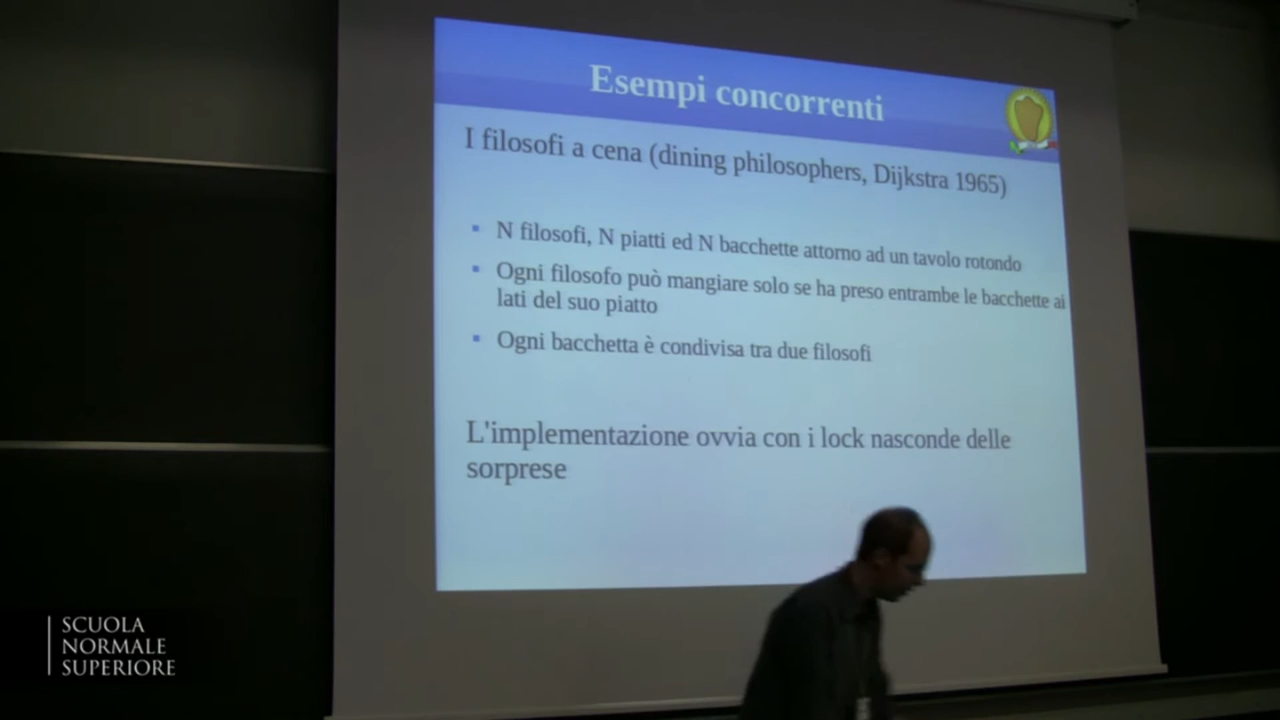 Esempi concorrenti
I filosofi a cena (dining philosophers, Dijkstra 1965)
N filosofi, N piatti ed N bacchette attorno ad un tavolo rotondo
Ogni filosofo può mangiare solo se ha preso entrambe le bacchette ai
lati del suo piatto
Ogni bacchetta è condivisa tra due filosofi
L'implementazione ovvia con i lock nasconde delle
sorprese
SCUOLA
NORMALE
SUPERIORE